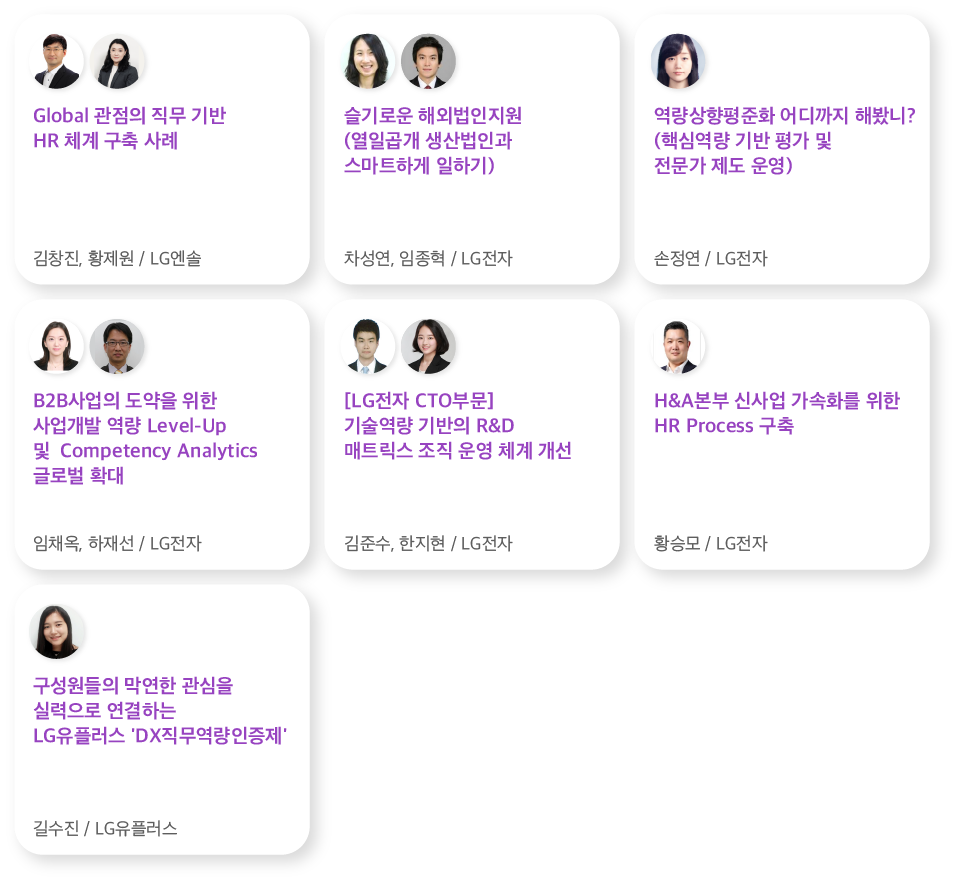 Global 관점의 직무 기반
HR 체계 구축 사례
김창진, 황제원 / LG엔솔
슬기로운 해외법인지원
(열일곱개 생산법인과
스마트하게 일하기)
차성연, 임종혁 / LG전자
역량상향평준화 어디까지 해봤니?
(핵심역량 기반 평가 및
전문가 제도 운영)
손정연 / LG전자
B2B사업의 도약을 위한
사업개발 역량 Level-Up
및 Competency Analytics
글로벌 확대
임채옥, 하재선 / LG전자
[LG전자 CTO부문]
기술역량 기반의 R&D
매트릭스 조직 운영 체계 개선
김준수, 한지현 / LG전자
H&A본부 신사업 가속화를 위한
HR Process 구축
황승모 / LG전자
구성원들의 막연한 관심을
실력으로 연결하는
LG유플러스 'DX직무역량인증제'
길수진 / LG유플러스